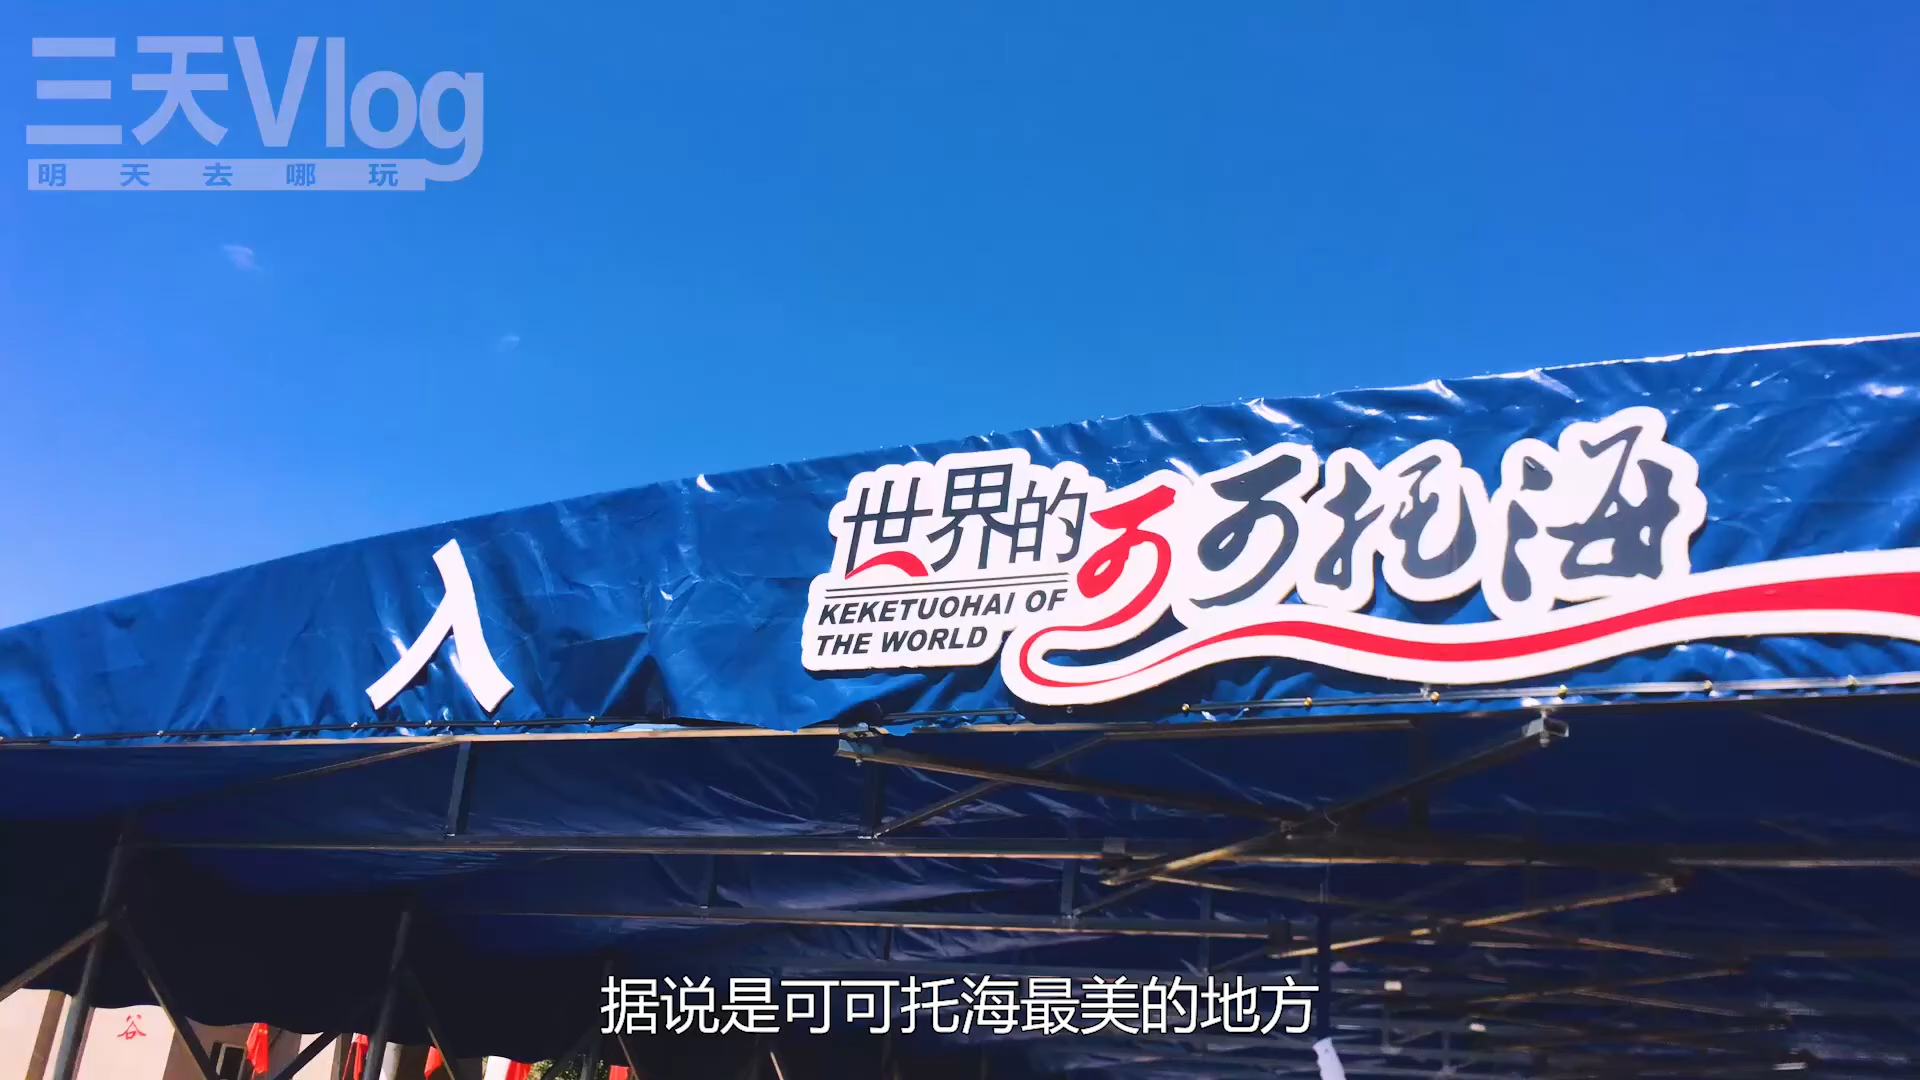 三天Vlog
明天去哪玩
入
世界的可可托海
KEKETUOHAI OF
THE WORLD
谷
据说是可可托海最美的地方